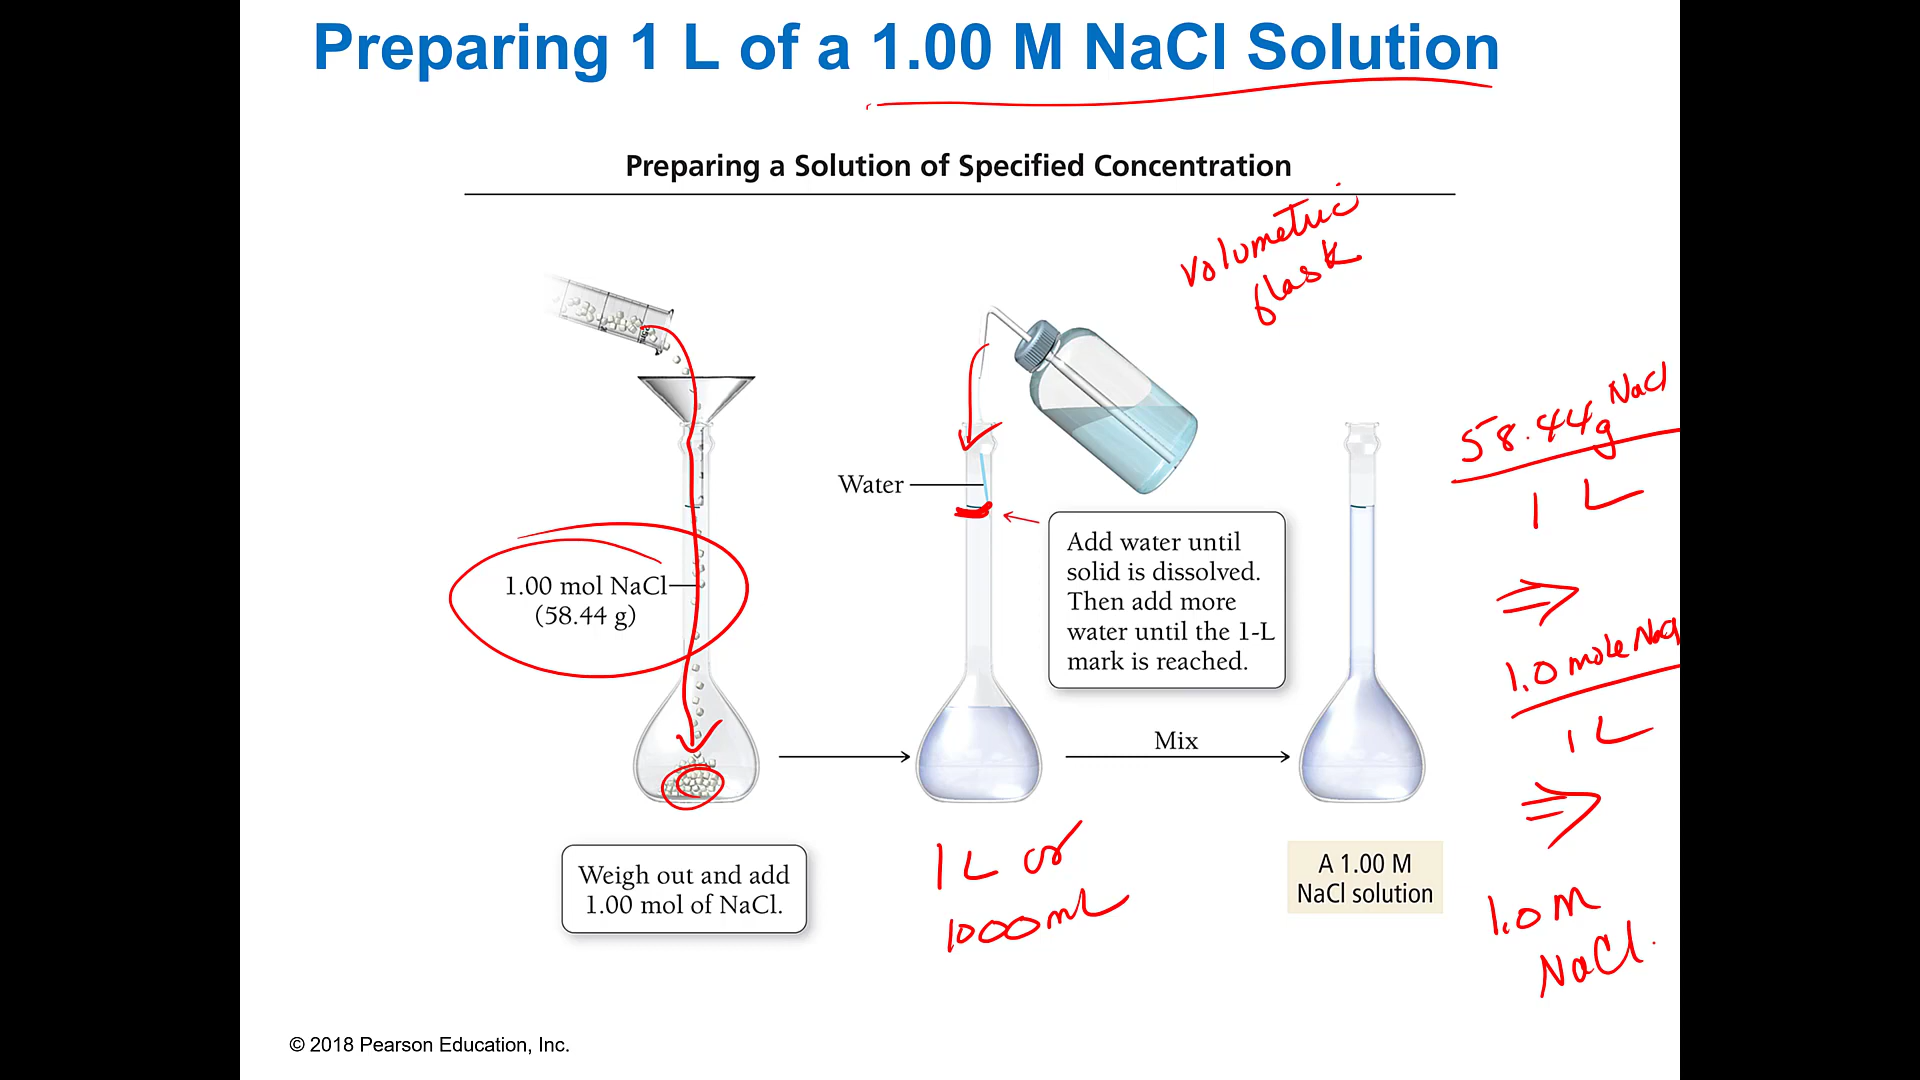 Preparing 1 L of a 1.00 M NaCl Solution
Preparing a Solution of Specified Concentration
volumetric
flask
Water
Add water until
solid is dissolved.
Then add more
water until the 1-L
mark is reached.
1.00 mol NaCl
(58.44 g)
Mix
Weigh out and add
1.00 mol of NaCl.
1 L or
1000mL
A 1.00 M
NaCl solution
58.44g NaCl
1 L
⇒
1.0 mole NaCl
1 L
⇒
1.0 M
NaCl.
© 2018 Pearson Education, Inc.